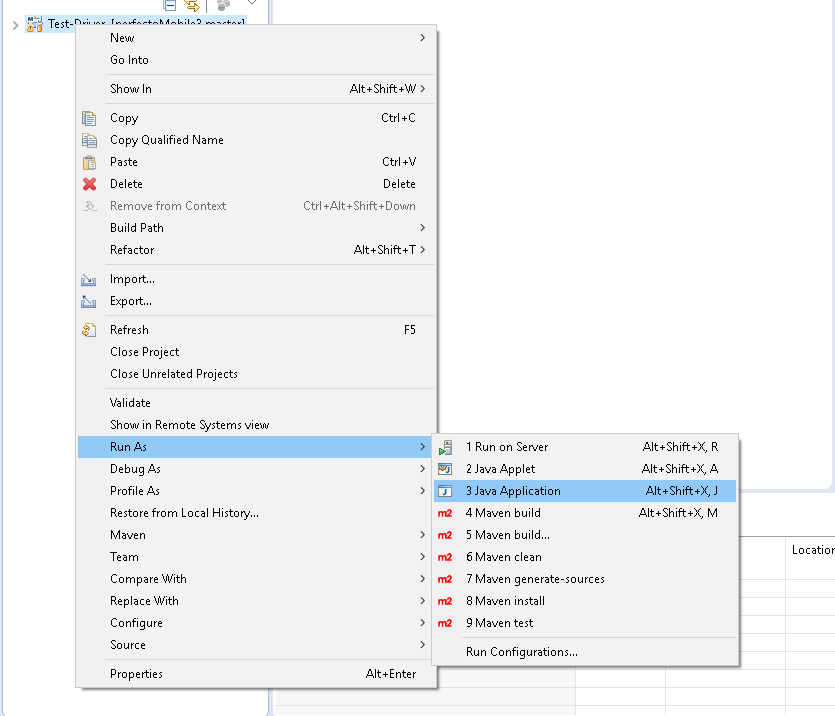 Test-Driver [perfectoMobile3 master]
New
Go Into
Show In Alt+Shift+W
Copy Ctrl+C
Copy Qualified Name
Paste Ctrl+V
Delete Delete
Remove from Context Ctrl+Alt+Shift+Down
Build Path
Refactor Alt+Shift+T
Import...
Export...
Refresh F5
Close Project
Close Unrelated Projects
Validate
Show in Remote Systems view
Run As
Debug As
Profile As
Restore from Local History...
Maven
Team
Compare With
Replace With
Configure
Source
Properties Alt+Enter
1 Run on Server Alt+Shift+X, R
2 Java Applet Alt+Shift+X, A
3 Java Application Alt+Shift+X, J
m2 4 Maven build Alt+Shift+X, M
m2 5 Maven build...
m2 6 Maven clean
m2 7 Maven generate-sources
m2 8 Maven install
m2 9 Maven test
Run Configurations...
Location